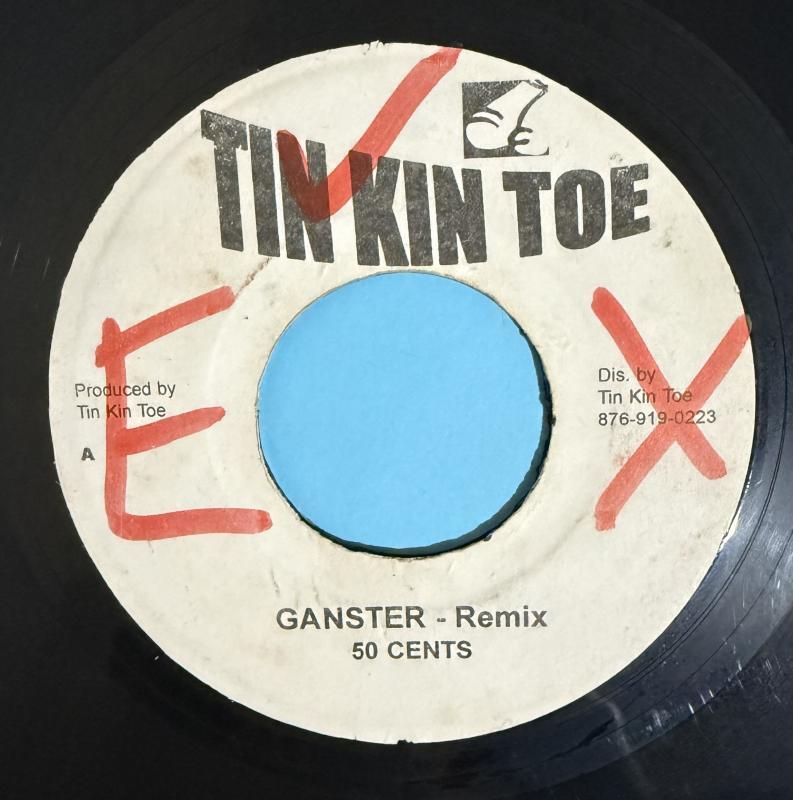 TIN KIN TOE
E X
Produced by
Tin Kin Toe
A
Dis. by
Tin Kin Toe
876-919-0223
GANSTER - Remix
50 CENTS